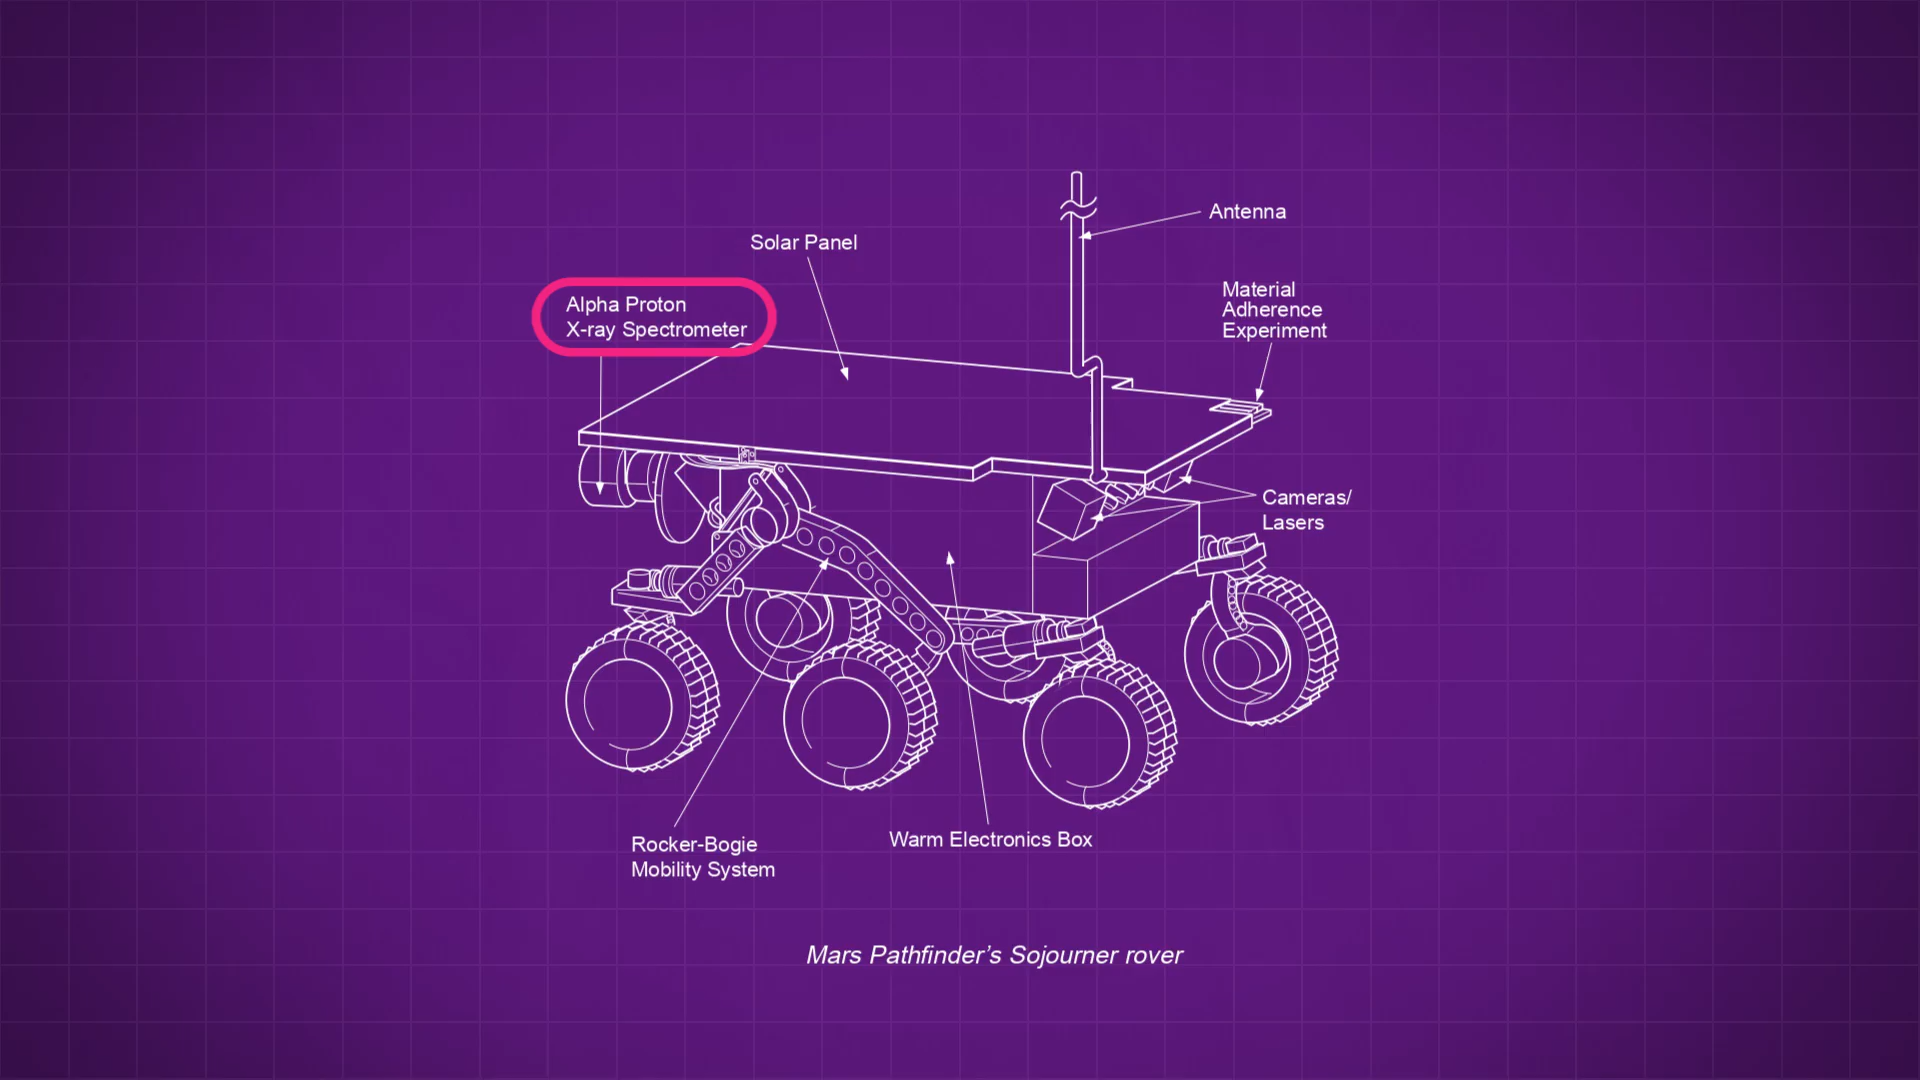 Antenna
Solar Panel
Alpha Proton
X-ray Spectrometer
Material
Adherence
Experiment
Cameras/
Lasers
Rocker-Bogie
Mobility System
Warm Electronics Box
Mars Pathfinder’s Sojourner rover